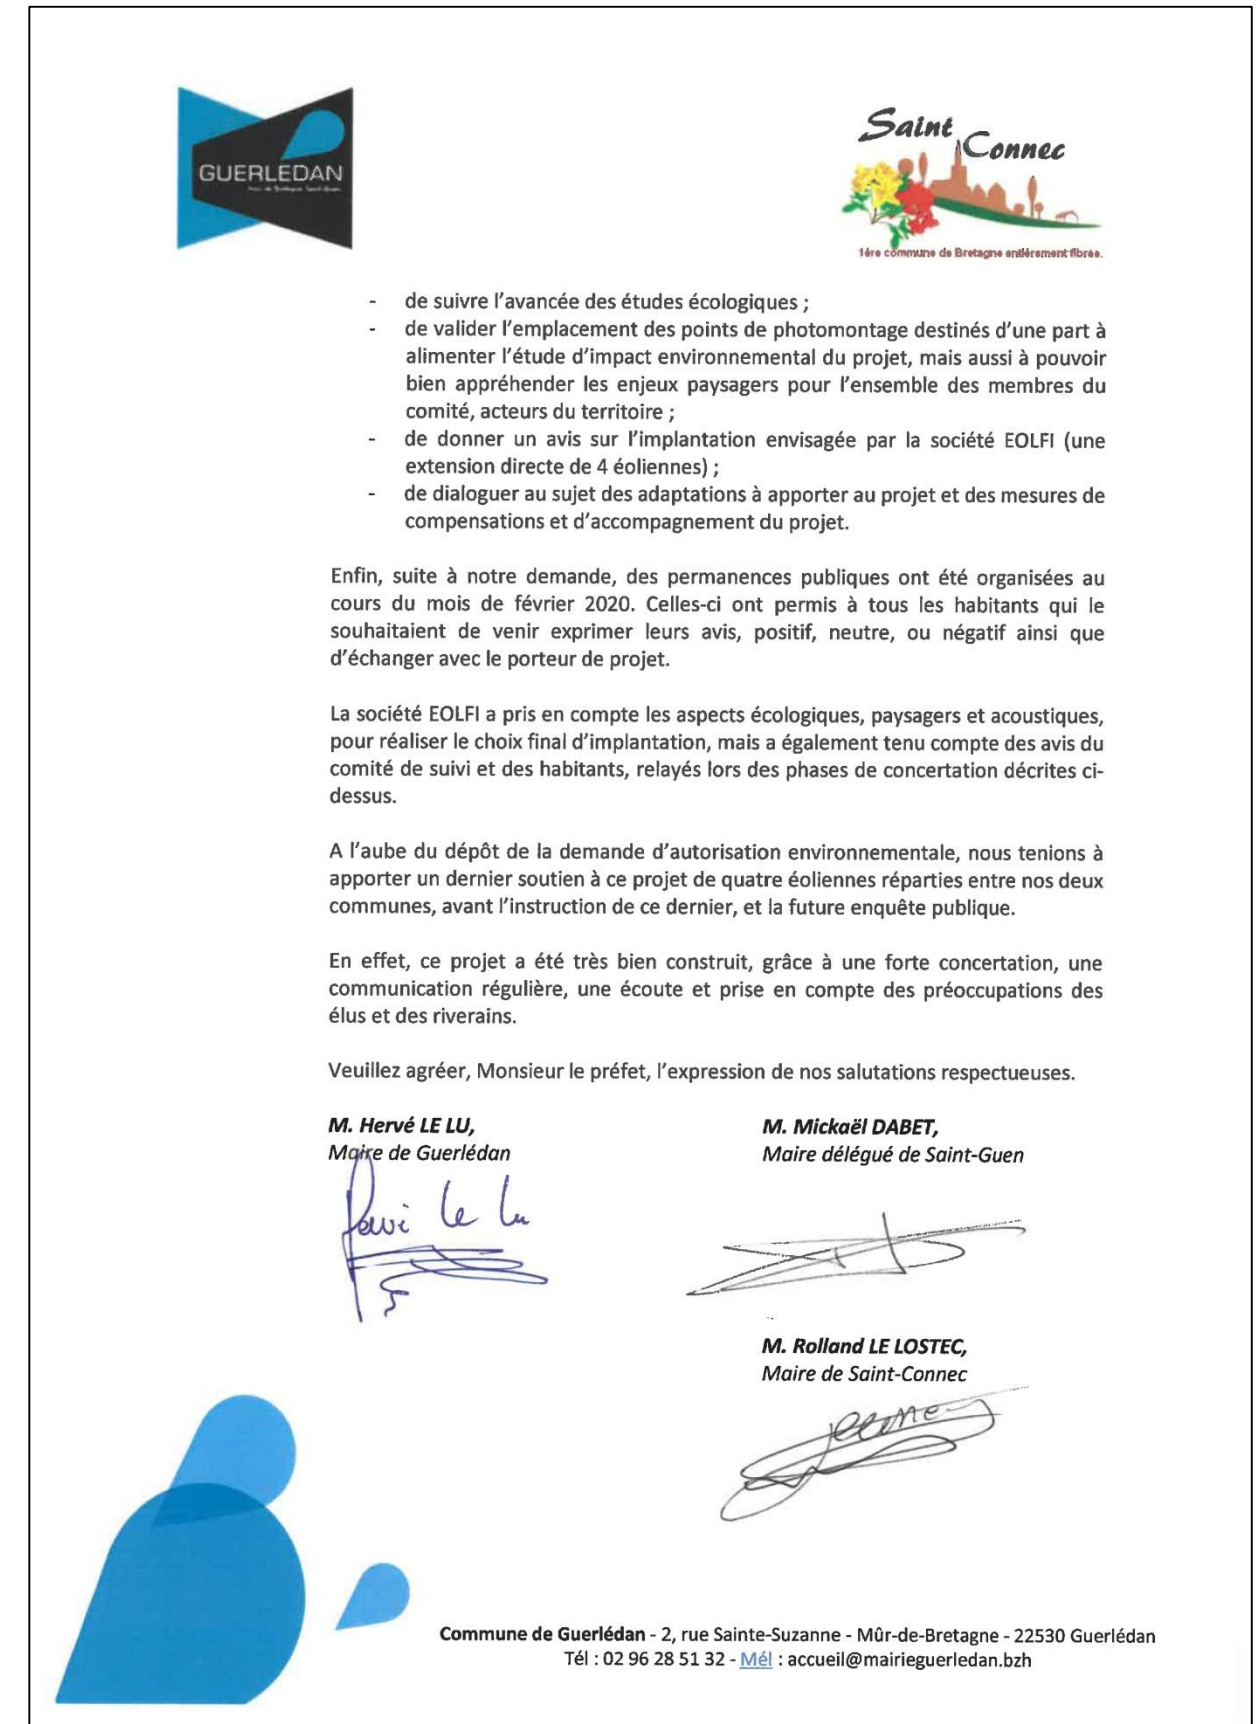 GUERLEDAN
Saint
Connec
1ère commune de Bretagne entièrement fibrée.
- de suivre l'avancée des études écologiques ;
- de valider l'emplacement des points de photomontage destinés d'une part à
alimenter l'étude d'impact environnemental du projet, mais aussi à pouvoir
bien appréhender les enjeux paysagers pour l'ensemble des membres du
comité, acteurs du territoire ;
- de donner un avis sur l'implantation envisagée par la société EOLFI (une
extension directe de 4 éoliennes) ;
- de dialoguer au sujet des adaptations à apporter au projet et des mesures de
compensations et d'accompagnement du projet.
Enfin, suite à notre demande, des permanences publiques ont été organisées au
cours du mois de février 2020. Celles-ci ont permis à tous les habitants qui le
souhaitaient de venir exprimer leurs avis, positif, neutre, ou négatif ainsi que
d'échanger avec le porteur de projet.
La société EOLFI a pris en compte les aspects écologiques, paysagers et acoustiques,
pour réaliser le choix final d'implantation, mais a également tenu compte des avis du
comité de suivi et des habitants, relayés lors des phases de concertation décrites ci-
dessus.
A l'aube du dépôt de la demande d'autorisation environnementale, nous tenions à
apporter un dernier soutien à ce projet de quatre éoliennes réparties entre nos deux
communes, avant l'instruction de ce dernier, et la future enquête publique.
En effet, ce projet a été très bien construit, grâce à une forte concertation, une
communication régulière, une écoute et prise en compte des préoccupations des
élus et des riverains.
Veuillez agréer, Monsieur le préfet, l'expression de nos salutations respectueuses.
M. Hervé LE LU,
Maire de Guerlédan
M. Mickaël DABET,
Maire délégué de Saint-Guen
Le Lu
M. Rolland LE LOSTEC,
Maire de Saint-Connec
Commune de Guerlédan - 2, rue Sainte-Suzanne - Mûr-de-Bretagne - 22530 Guerlédan
Tél : 02 96 28 51 32 - Mél : accueil@mairieguerledan.bzh